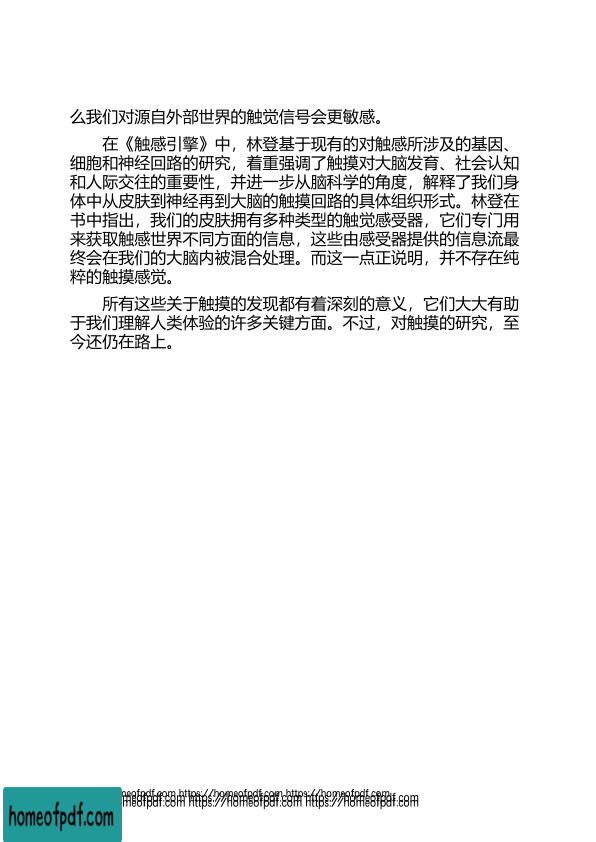 么我们对源自外部世界的触觉信号会更敏感。
在《触感引擎》中，林登基于现有的对触感所涉及的基因、
细胞和神经回路的研究，着重强调了触摸对大脑发育、社会认知
和人际交往的重要性，并进一步从脑科学的角度，解释了我们身
体中从皮肤到神经再到大脑的触摸回路的具体组织形式。林登在
书中指出，我们的皮肤拥有多种类型的触觉感受器，它们专门用
来获取触感世界不同方面的信息，这些由感受器提供的信息流最
终会在我们的大脑内被混合处理。而这一点正说明，并不存在纯
粹的触摸感觉。
所有这些关于触摸的发现都有着深刻的意义，它们大大有助
于我们理解人类体验的许多关键方面。不过，对触摸的研究，至
今还仍在路上。
https://homeofpdf.com https://homeofpdf.com
https://homeofpdf.com https://homeofpdf.com
homeofpdf.com